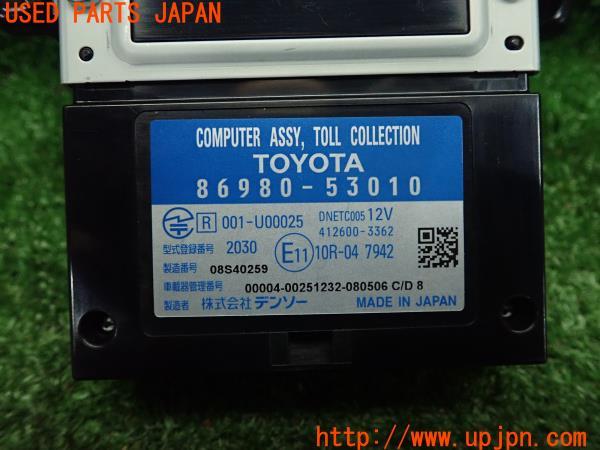 USED PARTS JAPAN
COMPUTER ASSY, TOLL COLLECTION
TOYOTA
86980-53010
R 001-U00025 DNETC005 12V
412600-3362
型式登録番号 2030 E11 10R-04 7942
製造番号 08S40259
車載器管理番号 00004-00251232-080506 C/D 8
製造者 株式会社デンソー MADE IN JAPAN
http://www.upjpn.com